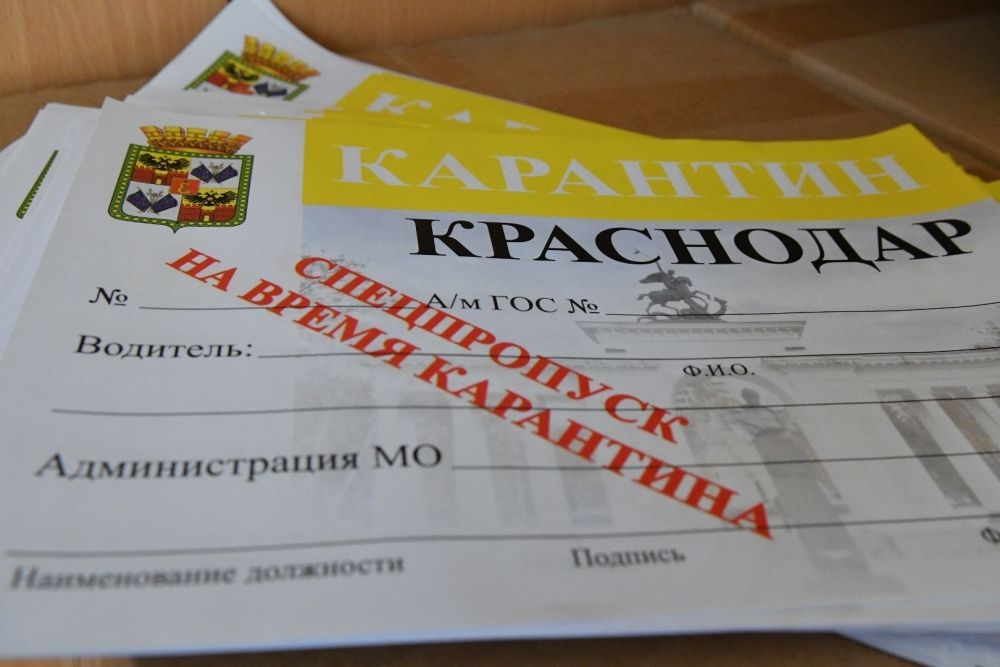 КАРАНТИН
КРАСНОДАР
СПЕЦПРОПУСК
НА ВРЕМЯ КАРАНТИНА
№ А/м ГОС №
Водитель:
Ф.И.О.
Администрация МО
Наименование должности Подпись